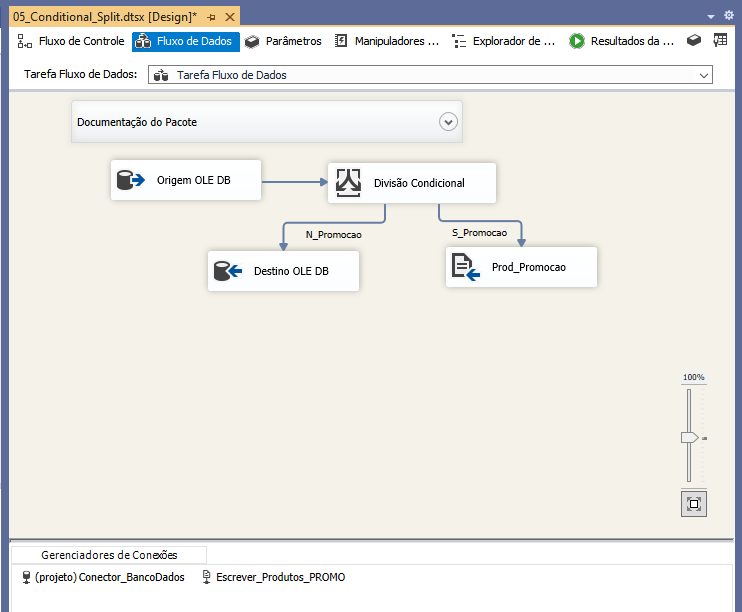 05_Conditional_Split.dtsx [Design]*
Fluxo de Controle
Fluxo de Dados
Parâmetros
Manipuladores ...
Explorador de ...
Resultados da ...
Tarefa Fluxo de Dados:
Tarefa Fluxo de Dados
Documentação do Pacote
Origem OLE DB
Divisão Condicional
N_Promocao
S_Promocao
Destino OLE DB
Prod_Promocao
100%
Gerenciadores de Conexões
(projeto) Conector_BancoDados
Escrever_Produtos_PROMO